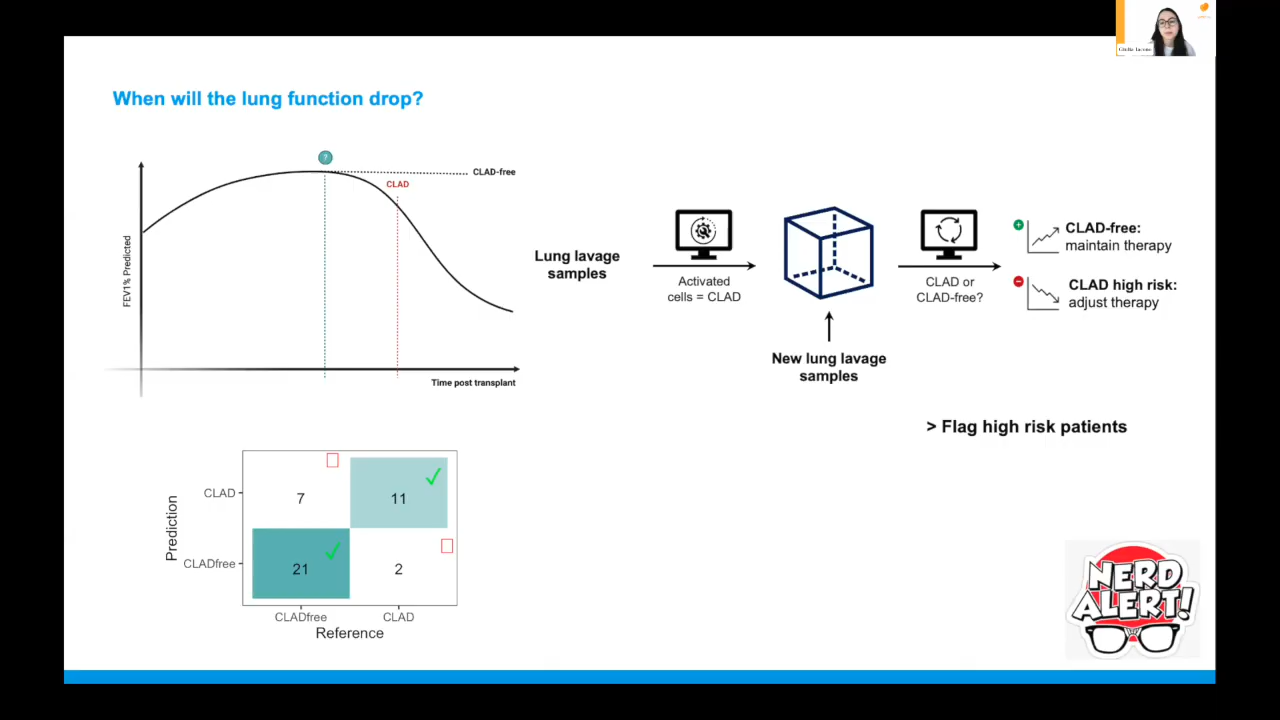 When will the lung function drop?
?
CLAD-free
CLAD
FEV1% Predicted
Time post transplant
Lung lavage
samples
Activated
cells = CLAD
CLAD or
CLAD-free?
+
CLAD-free:
maintain therapy
-
CLAD high risk:
adjust therapy
New lung lavage
samples
> Flag high risk patients
Prediction
CLAD
7
11
CLADfree
21
2
CLADfree
CLAD
Reference
NERD
ALERT!